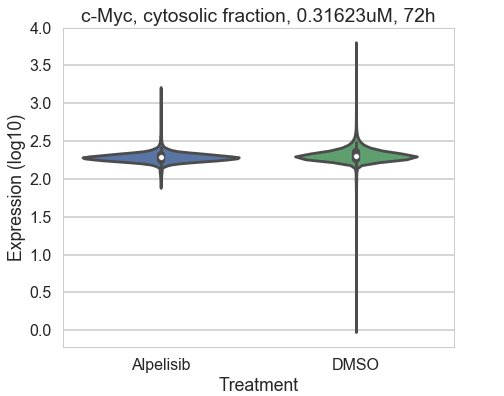 c-Myc, cytosolic fraction, 0.31623uM, 72h
4.0
3.5
3.0
2.5
2.0
1.5
1.0
0.5
0.0
Expression (log10)
Alpelisib DMSO
Treatment